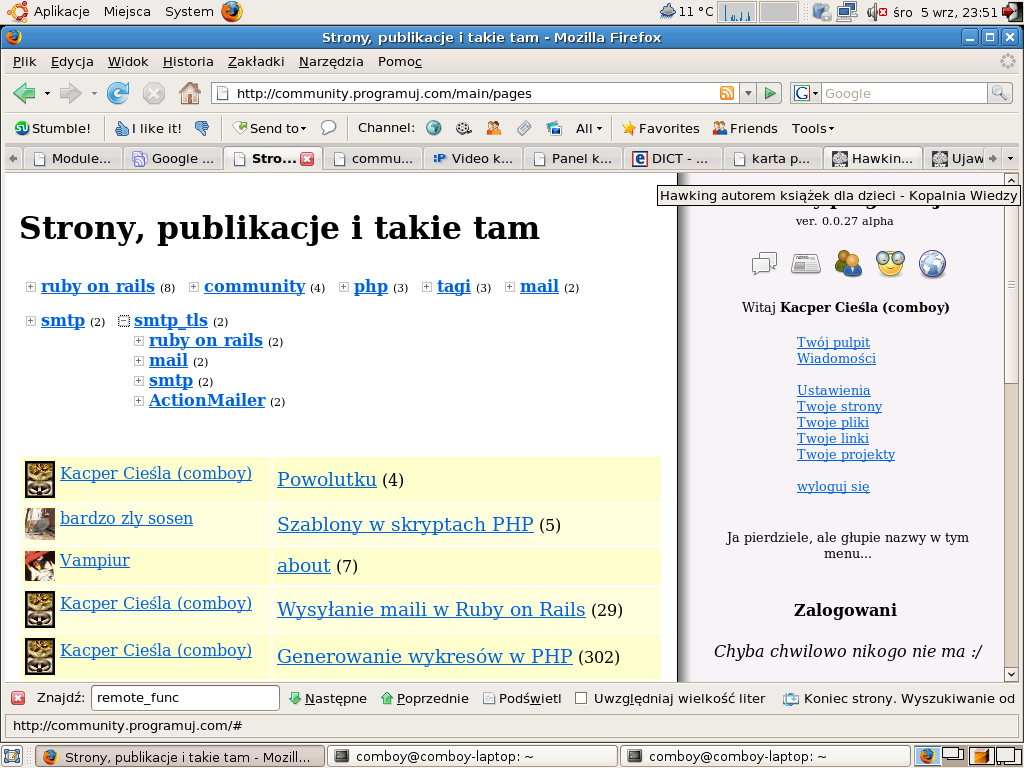 Aplikacje Miejsca System 11 °C śro 5 wrz, 23:51
Strony, publikacje i takie tam - Mozilla Firefox
Plik Edycja Widok Historia Zakładki Narzędzia Pomoc
http://community.programuj.com/main/pages G Google
Stumble! I like it! Send to Channel: All Favorites Friends Tools
Module... Google ... Stro... commu... Video k... Panel k... DICT - ... karta p... Hawkin... Ujaw
Hawking autorem książek dla dzieci - Kopalnia Wiedzy
ver. 0.0.27 alpha
Strony, publikacje i takie tam
ruby on rails (8) community (4) php (3) tagi (3) mail (2)
smtp (2) smtp_tls (2)
ruby on rails (2)
mail (2)
smtp (2)
ActionMailer (2)
Kacper Cieśla (comboy) Powolutku (4)
bardzo zly sosen Szablony w skryptach PHP (5)
Vampiur about (7)
Kacper Cieśla (comboy) Wysyłanie maili w Ruby on Rails (29)
Kacper Cieśla (comboy) Generowanie wykresów w PHP (302)
Witaj Kacper Cieśla (comboy)
Twój pulpit
Wiadomości
Ustawienia
Twoje strony
Twoje pliki
Twoje linki
Twoje projekty
wyloguj się
Ja pierdziele, ale głupie nazwy w tym
menu...
Zalogowani
Chyba chwilowo nikogo nie ma :/
Znajdź: remote_func Następne Poprzednie Podświetl Uwzględniaj wielkość liter Koniec strony. Wyszukiwanie od
http://community.programuj.com/#
Strony, publikacje i takie tam - Mozill... comboy@comboy-laptop: ~ comboy@comboy-laptop: ~